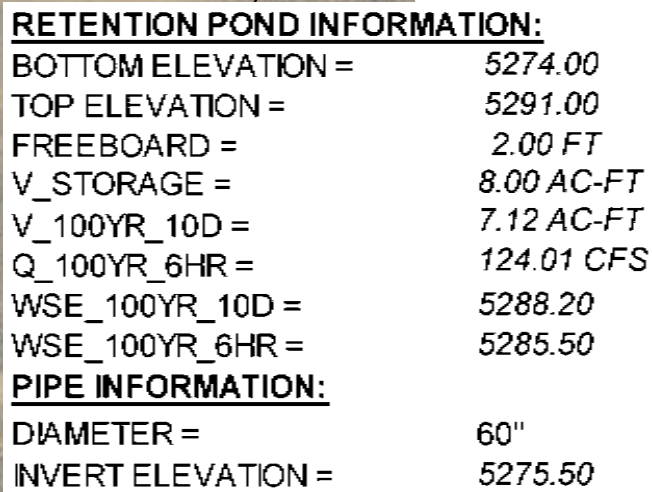 RETENTION POND INFORMATION:
BOTTOM ELEVATION = 5274.00
TOP ELEVATION = 5291.00
FREEBOARD = 2.00 FT
V_STORAGE = 8.00 AC-FT
V_100YR_10D = 7.12 AC-FT
Q_100YR_6HR = 124.01 CFS
WSE_100YR_10D = 5288.20
WSE_100YR_6HR = 5285.50
PIPE INFORMATION:
DIAMETER = 60"
INVERT ELEVATION = 5275.50